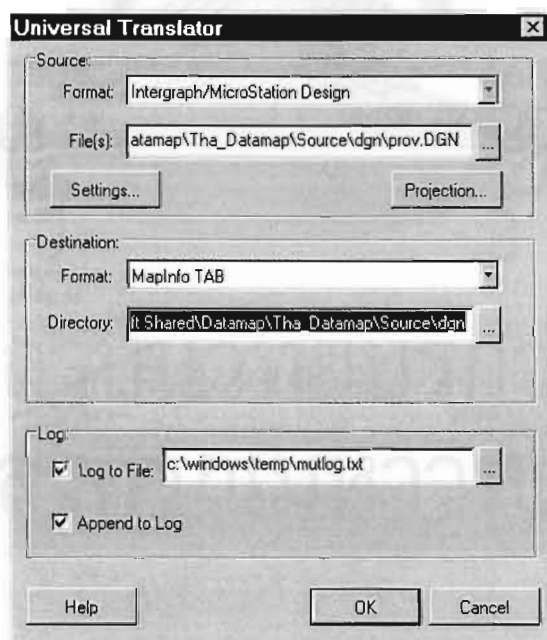 Universal Translator
Source:
Format: Intergraph/MicroStation Design
File(s): atamap\Tha_Datamap\Source\dgn\prov.DGN ...
Settings... Projection...
Destination:
Format: MapInfo TAB
Directory: ft Shared\Datamap\Tha_Datamap\Source\dgn ...
Log:
Log to File: c:\windows\temp\mutlog.txt ...
Append to Log
Help OK Cancel